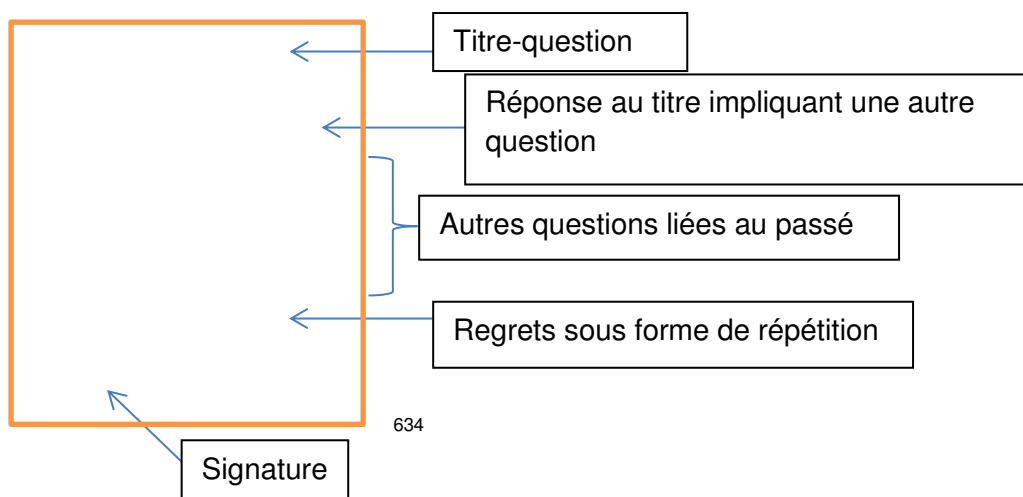 Titre-question
Réponse au titre impliquant une autre
question
Autres questions liées au passé
Regrets sous forme de répétition
634
Signature